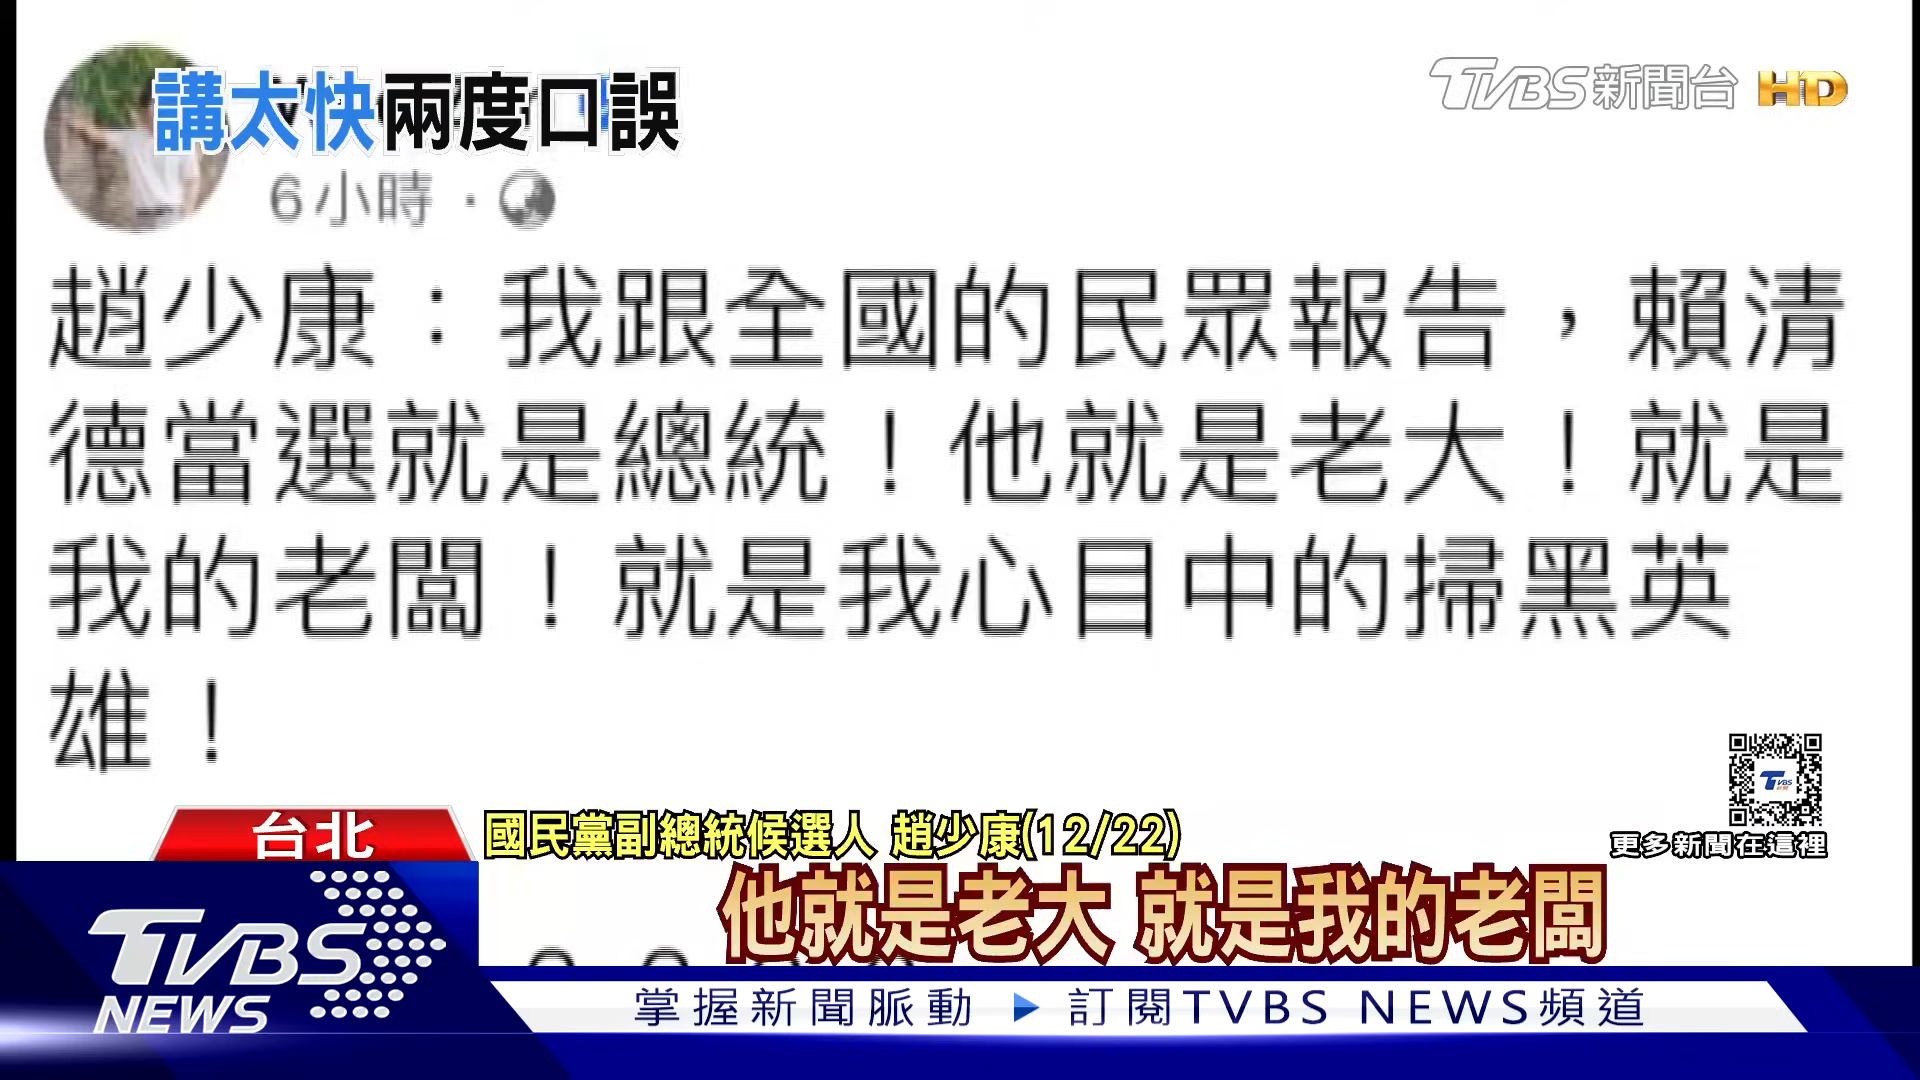 講太快兩度口誤
TVBS新聞台 HD
6小時
趙少康：我跟全國的民眾報告，賴清
德當選就是總統！他就是老大！就是
我的老闆！就是我心目中的掃黑英
雄！
TVBS
更多新聞在這裡
台北
國民黨副總統候選人 趙少康(12/22)
他就是老大 就是我的老闆
TVBS
NEWS
掌握新聞脈動 ▶ 訂閱TVBS NEWS頻道